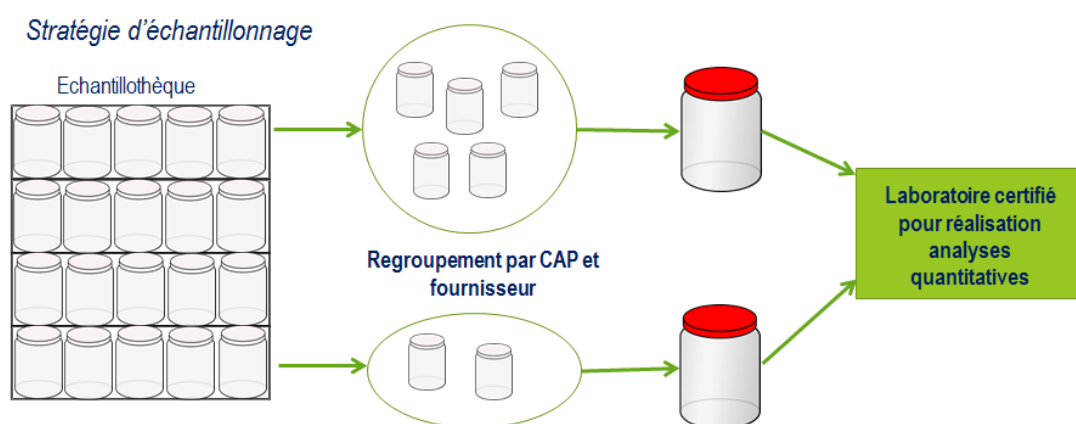 Stratégie d'échantillonnage
Echantillothèque
Regroupement par CAP et
fournisseur
Laboratoire certifié
pour réalisation
analyses
quantitatives